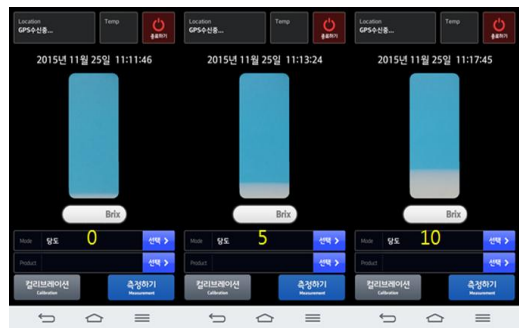 Location
GPS수신중...
Temp
종료하기
2015년 11월 25일 11:11:46
Brix
Mode 당도 0 선택 >
Product 선택 >
컬리브레이션
Calibration
측정하기
Measurement
Location
GPS수신중...
Temp
종료하기
2015년 11월 25일 11:13:24
Brix
Mode 당도 5 선택 >
Product 선택 >
컬리브레이션
Calibration
측정하기
Measurement
Location
GPS수신중...
Temp
종료하기
2015년 11월 25일 11:17:45
Brix
Mode 당도 10 선택 >
Product 선택 >
컬리브레이션
Calibration
측정하기
Measurement